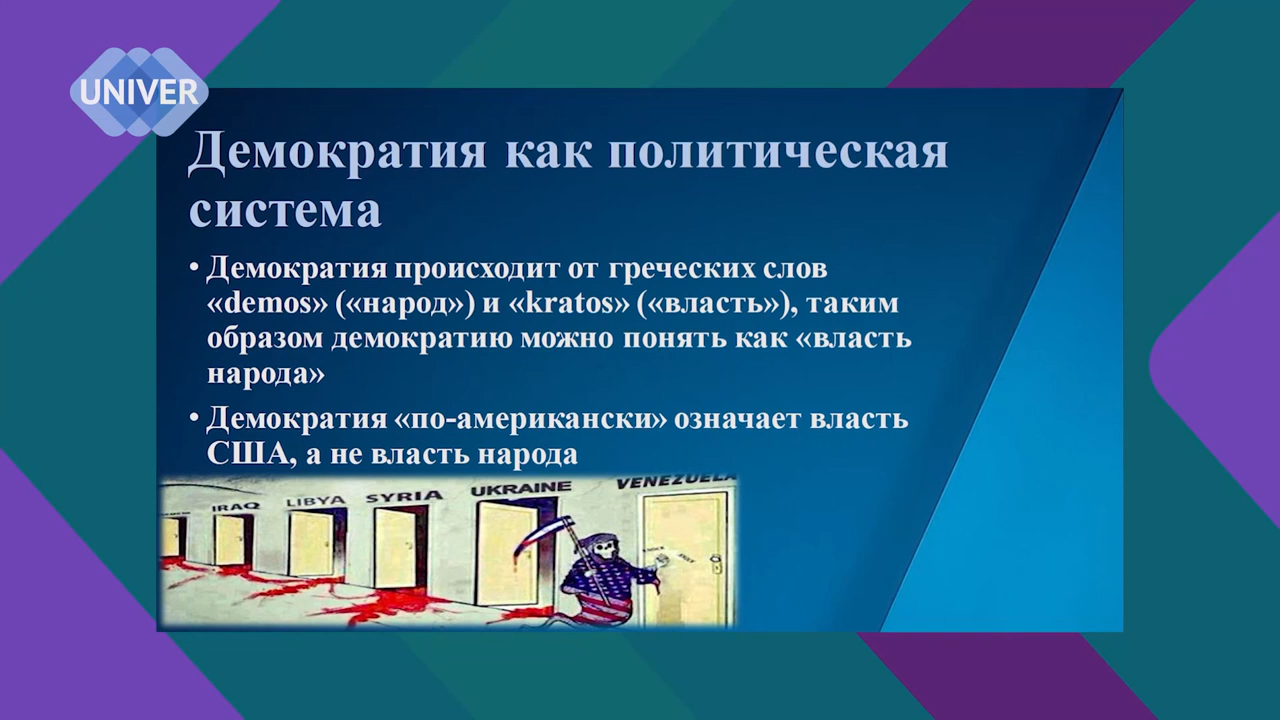 UNIVER
Демократия как политическая
система
• Демократия происходит от греческих слов
«demos» («народ») и «kratos» («власть»), таким
образом демократию можно понять как «власть
народа»
• Демократия «по-американски» означает власть
США, а не власть народа
IRAQ LIBYA SYRIA UKRAINE VENEZUELA